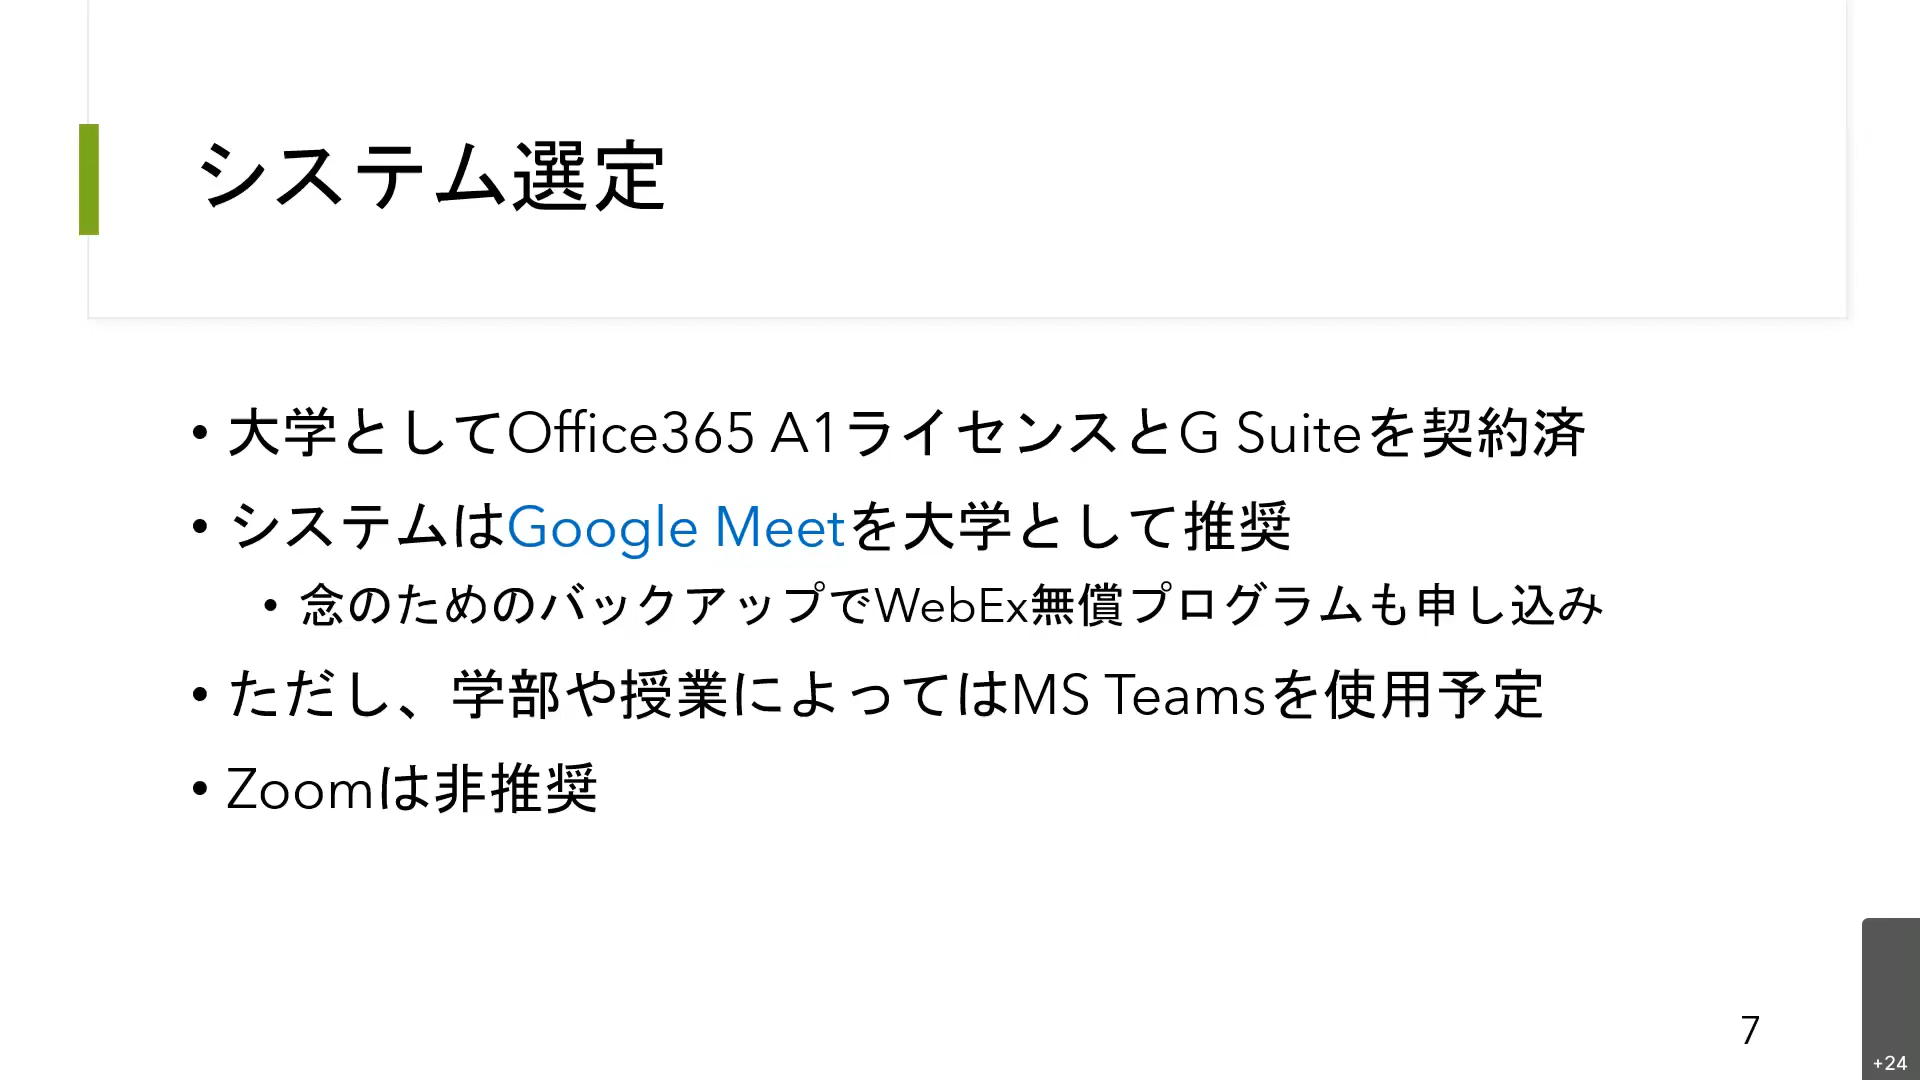 システム選定
• 大学としてOffice365 A1ライセンスとG Suiteを契約済
• システムはGoogle Meetを大学として推奨
• 念のためのバックアップでWebEx無償プログラムも申し込み
• ただし、学部や授業によってはMS Teamsを使用予定
• Zoomは非推奨
7
+24